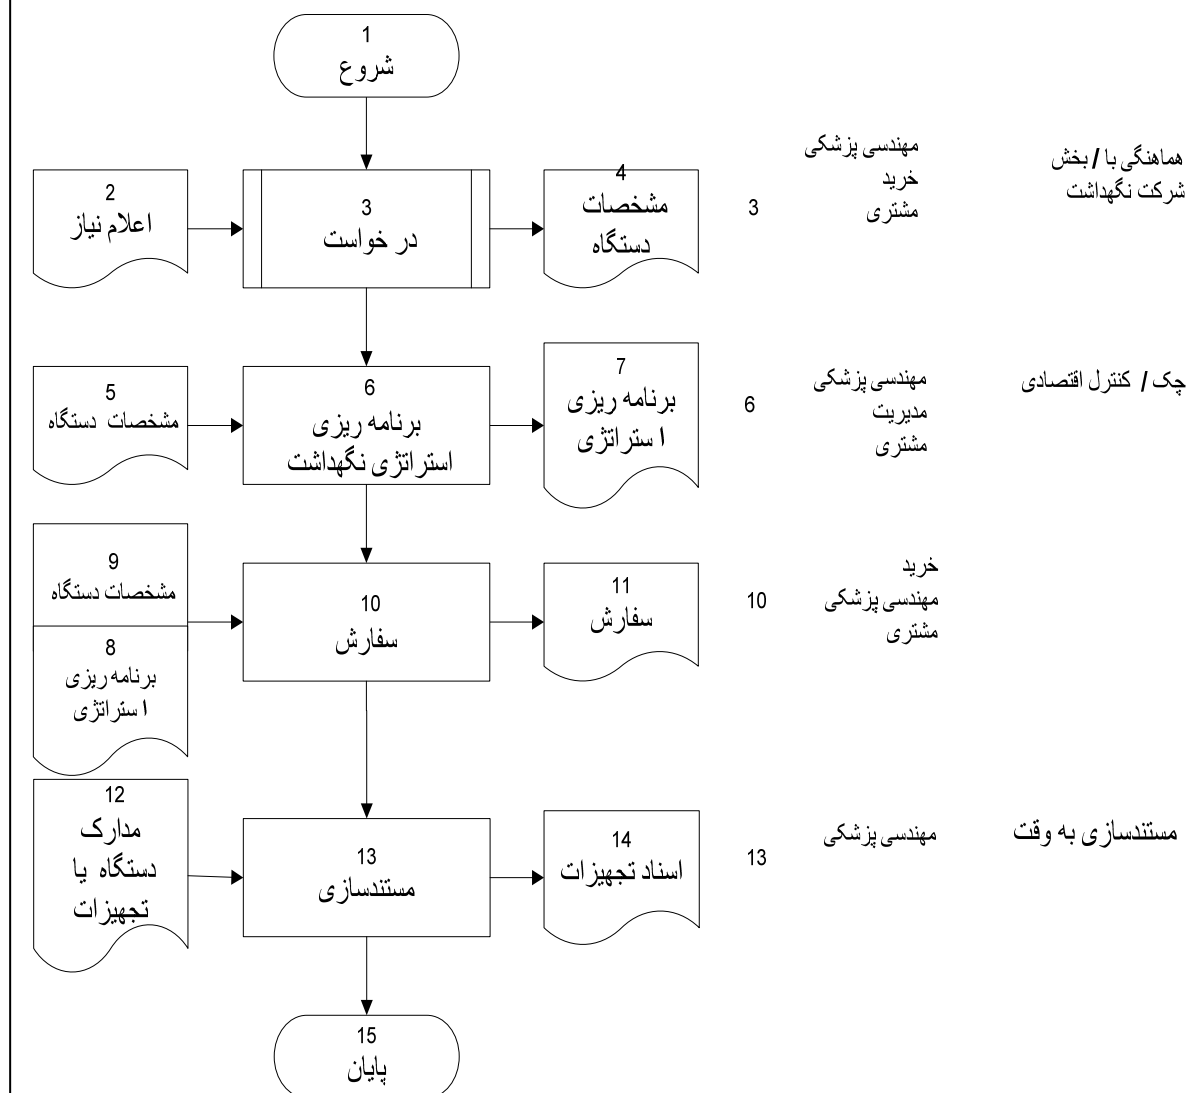 1
شروع
2
اعلام نیاز
3
در خواست
4
مشخصات
دستگاه
3
مهندسی پزشکی
خرید
مشتری
هماهنگی با / بخش
شرکت نگهداشت
5
مشخصات دستگاه
6
برنامه ریزی
استراتژی نگهداشت
7
برنامه ریزی
ا ستراتژی
6
مهندسی پزشکی
مدیریت
مشتری
چک / کنترل اقتصادی
9
مشخصات دستگاه
8
برنامه ریزی
ا ستراتژی
10
سفارش
11
سفارش
10
خرید
مهندسی پزشکی
مشتری
12
مدارک
دستگاه یا
تجهیزات
13
مستندسازی
14
اسناد تجهیزات
13
مهندسی پزشکی
مستندسازی به وقت
15
پایان